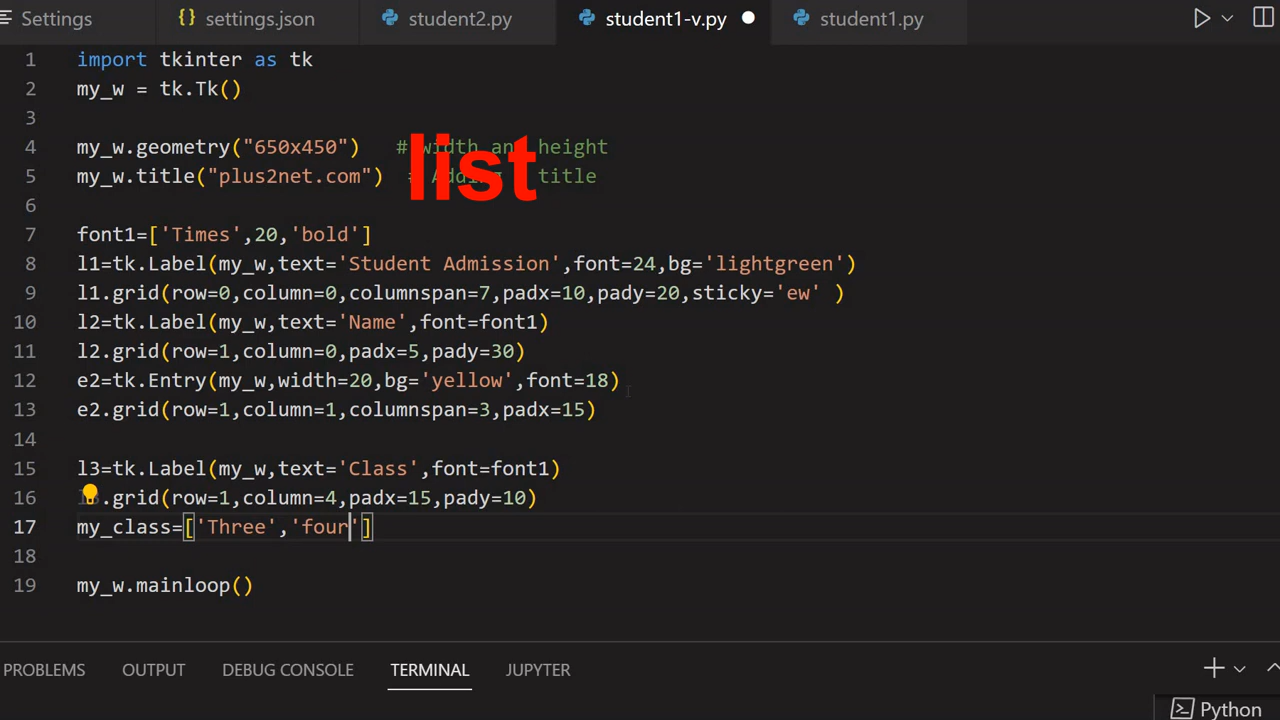 Settings settings.json student2.py student1-v.py student1.py
1 import tkinter as tk
2 my_w = tk.Tk()
3
list
4 my_w.geometry("650x450") # width an height
5 my_w.title("plus2net.com") # Adding title
6
7 font1=['Times',20,'bold']
8 l1=tk.Label(my_w,text='Student Admission',font=24,bg='lightgreen')
9 l1.grid(row=0,column=0,columnspan=7,padx=10,pady=20,sticky='ew' )
10 l2=tk.Label(my_w,text='Name',font=font1)
11 l2.grid(row=1,column=0,padx=5,pady=30)
12 e2=tk.Entry(my_w,width=20,bg='yellow',font=18)
13 e2.grid(row=1,column=1,columnspan=3,padx=15)
14
15 l3=tk.Label(my_w,text='Class',font=font1)
16 l3.grid(row=1,column=4,padx=15,pady=10)
17 my_class=['Three','four']
18
19 my_w.mainloop()
PROBLEMS OUTPUT DEBUG CONSOLE TERMINAL JUPYTER
Python